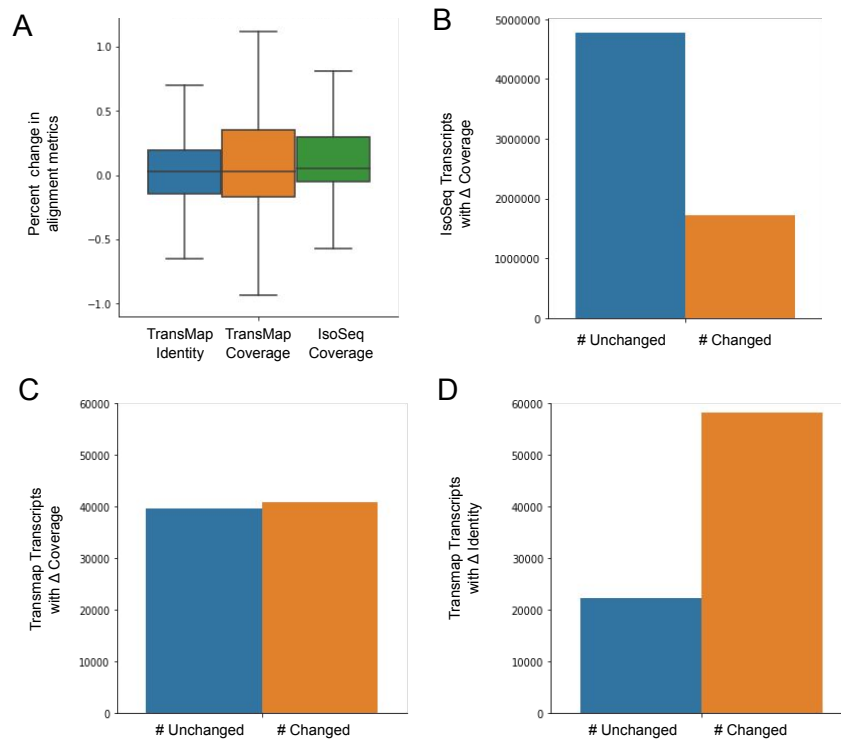 A
Percent change in
alignment metrics
1.0
0.5
0.0
−0.5
−1.0
TransMap
Identity
TransMap
Coverage
IsoSeq
Coverage
B
IsoSeq Transcripts
with Δ Coverage
5000000
4000000
3000000
2000000
1000000
0
# Unchanged
# Changed
C
Transmap Transcripts
with Δ Coverage
60000
50000
40000
30000
20000
10000
0
# Unchanged
# Changed
D
Transmap Transcripts
with Δ Identity
60000
50000
40000
30000
20000
10000
0
# Unchanged
# Changed